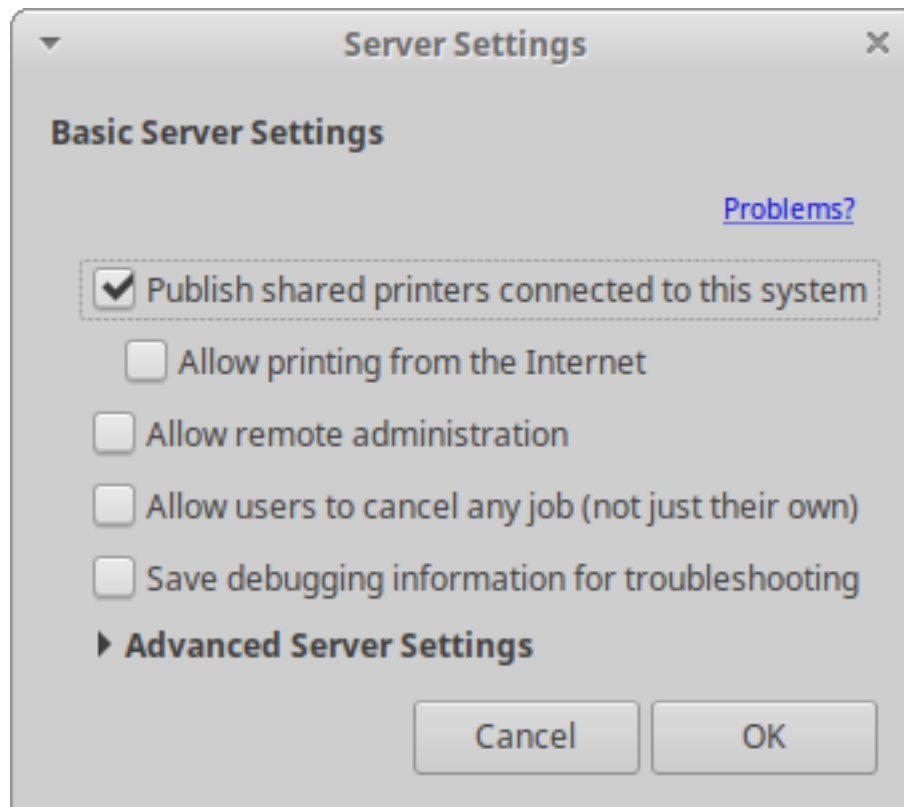 Server Settings
Basic Server Settings
Problems?
Publish shared printers connected to this system
Allow printing from the Internet
Allow remote administration
Allow users to cancel any job (not just their own)
Save debugging information for troubleshooting
Advanced Server Settings
Cancel OK